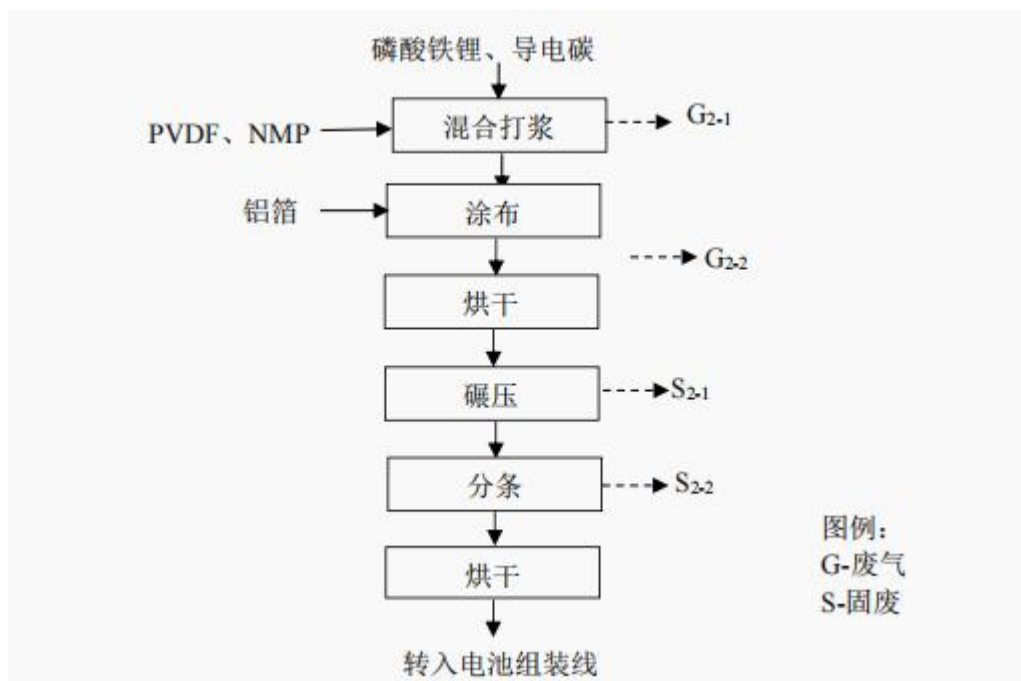 磷酸铁锂、导电碳
混合打浆
G2-1
PVDF、NMP
涂布
铝箔
G2-2
烘干
碾压
S2-1
分条
S2-2
烘干
图例：
G-废气
S-固废
转入电池组装线